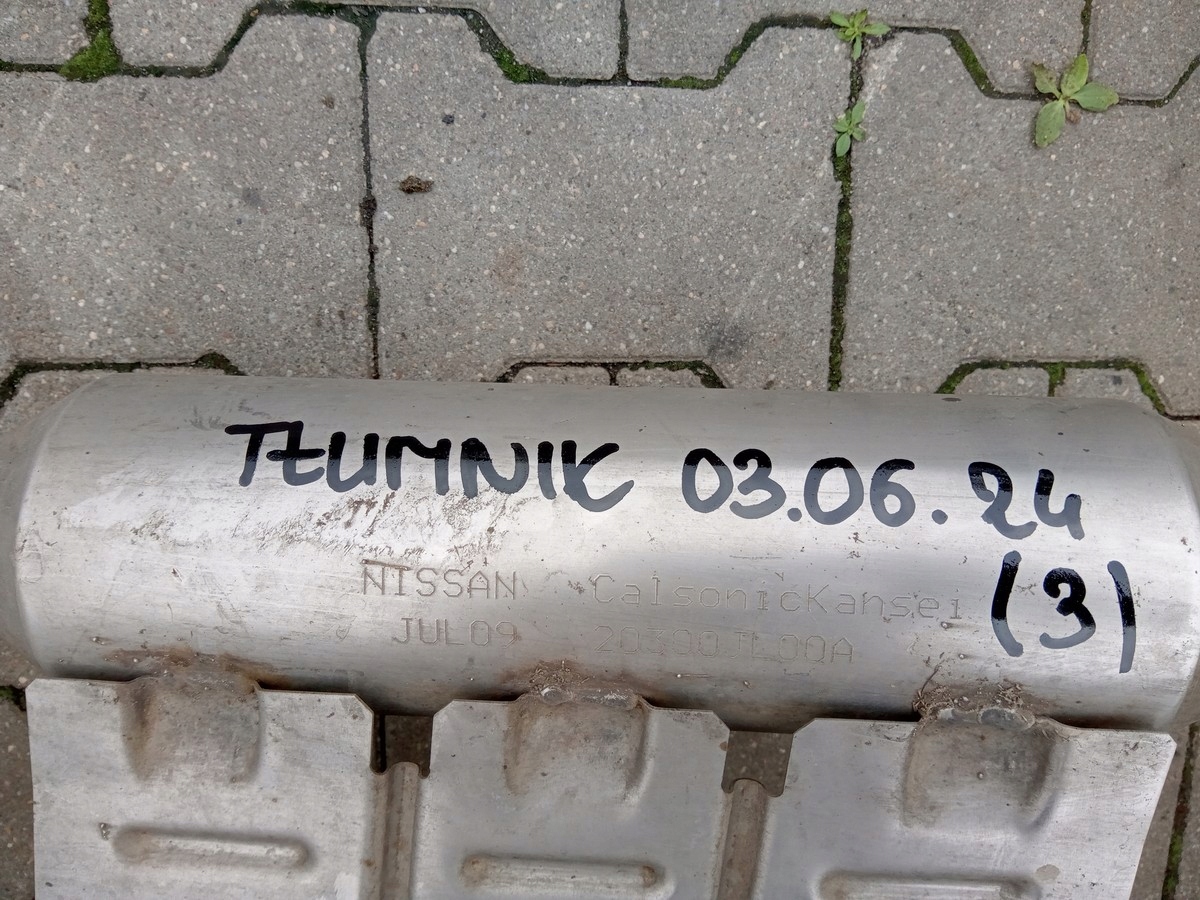 TŁUMNIK 03.06.24
(3)
NISSAN CalsonicKansei
JUL09 20300JL00A